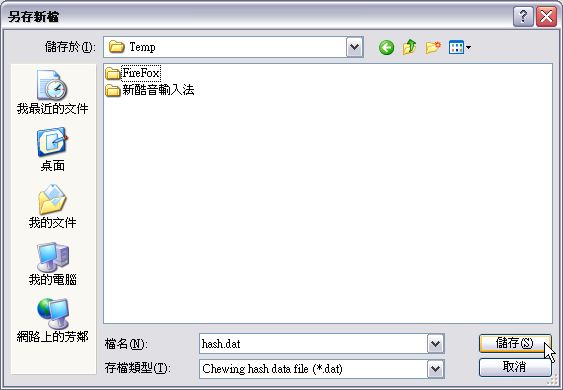 另存新檔
儲存於(I):
Temp
我最近的文件
桌面
我的文件
我的電腦
網路上的芳鄰
FireFox
新酷音輸入法
檔名(N):
hash.dat
儲存(S)
存檔類型(T):
Chewing hash data file (*.dat)
取消